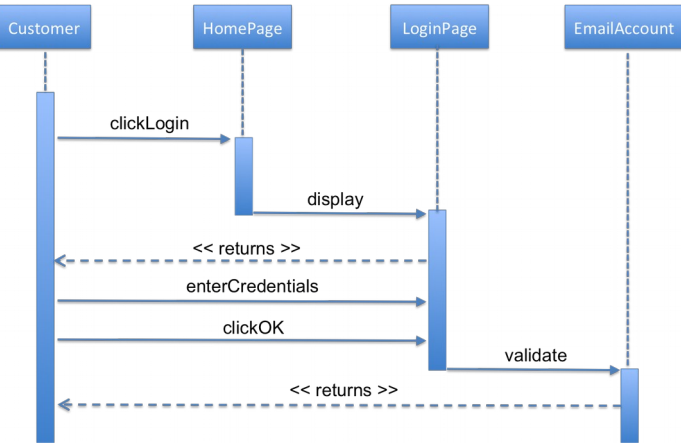 Customer
HomePage
LoginPage
EmailAccount
clickLogin
display
<< returns >>
enterCredentials
clickOK
validate
<< returns >>